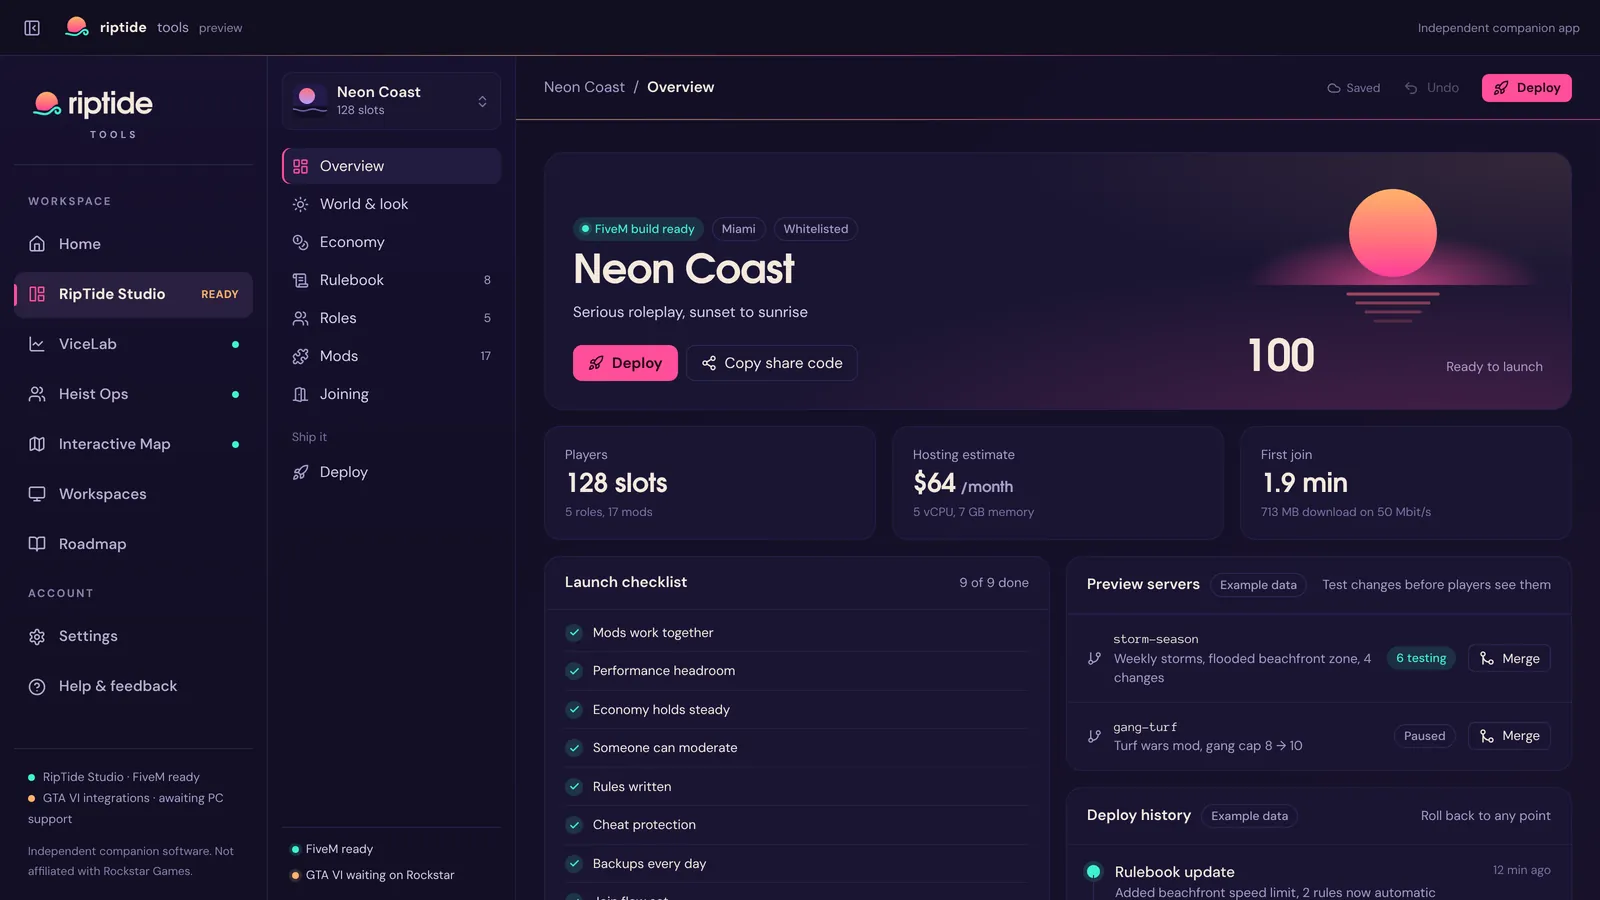 riptide tools preview
Independent companion app
riptide
TOOLS
WORKSPACE
Home
RipTide Studio READY
ViceLab
Heist Ops
Interactive Map
Workspaces
Roadmap
ACCOUNT
Settings
Help & feedback
RipTide Studio · FiveM ready
GTA VI integrations · awaiting PC
support
Independent companion software. Not
affiliated with Rockstar Games.
Neon Coast
128 slots
Overview
World & look
Economy
Rulebook 8
Roles 5
Mods 17
Joining
Ship it
Deploy
FiveM ready
GTA VI waiting on Rockstar
Neon Coast / Overview
Saved
Undo
Deploy
FiveM build ready
Miami
Whitelisted
Neon Coast
Serious roleplay, sunset to sunrise
Deploy
Copy share code
100
Ready to launch
Players
128 slots
5 roles, 17 mods
Hosting estimate
$64 /month
5 vCPU, 7 GB memory
First join
1.9 min
713 MB download on 50 Mbit/s
Launch checklist
9 of 9 done
Mods work together
Performance headroom
Economy holds steady
Someone can moderate
Rules written
Cheat protection
Backups every day
Preview servers
Example data
Test changes before players see them
storm-season
Weekly storms, flooded beachfront zone, 4
changes
6 testing
Merge
gang-turf
Turf wars mod, gang cap 8 → 10
Paused
Merge
Deploy history
Example data
Roll back to any point
Rulebook update
12 min ago
Added beachfront speed limit, 2 rules now automatic